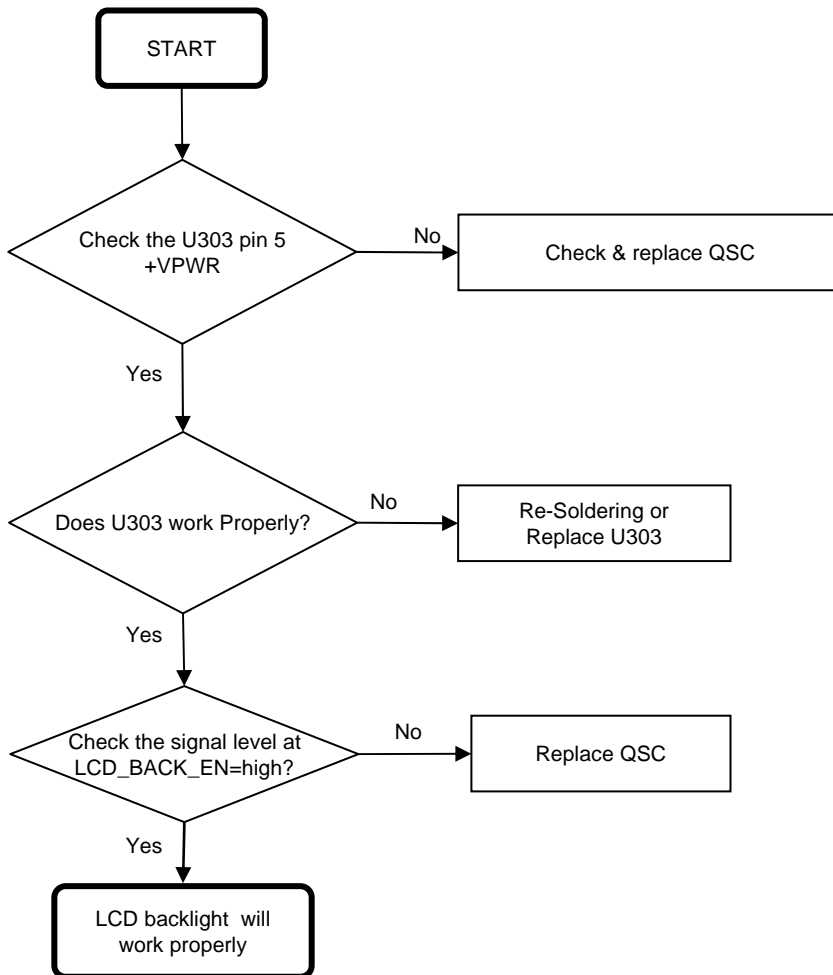 START
Check the U303 pin 5
+VPWR
No
Check & replace QSC
Yes
Does U303 work Properly?
No
Re-Soldering or
Replace U303
Yes
Check the signal level at
LCD_BACK_EN=high?
No
Replace QSC
Yes
LCD backlight  will
work properly